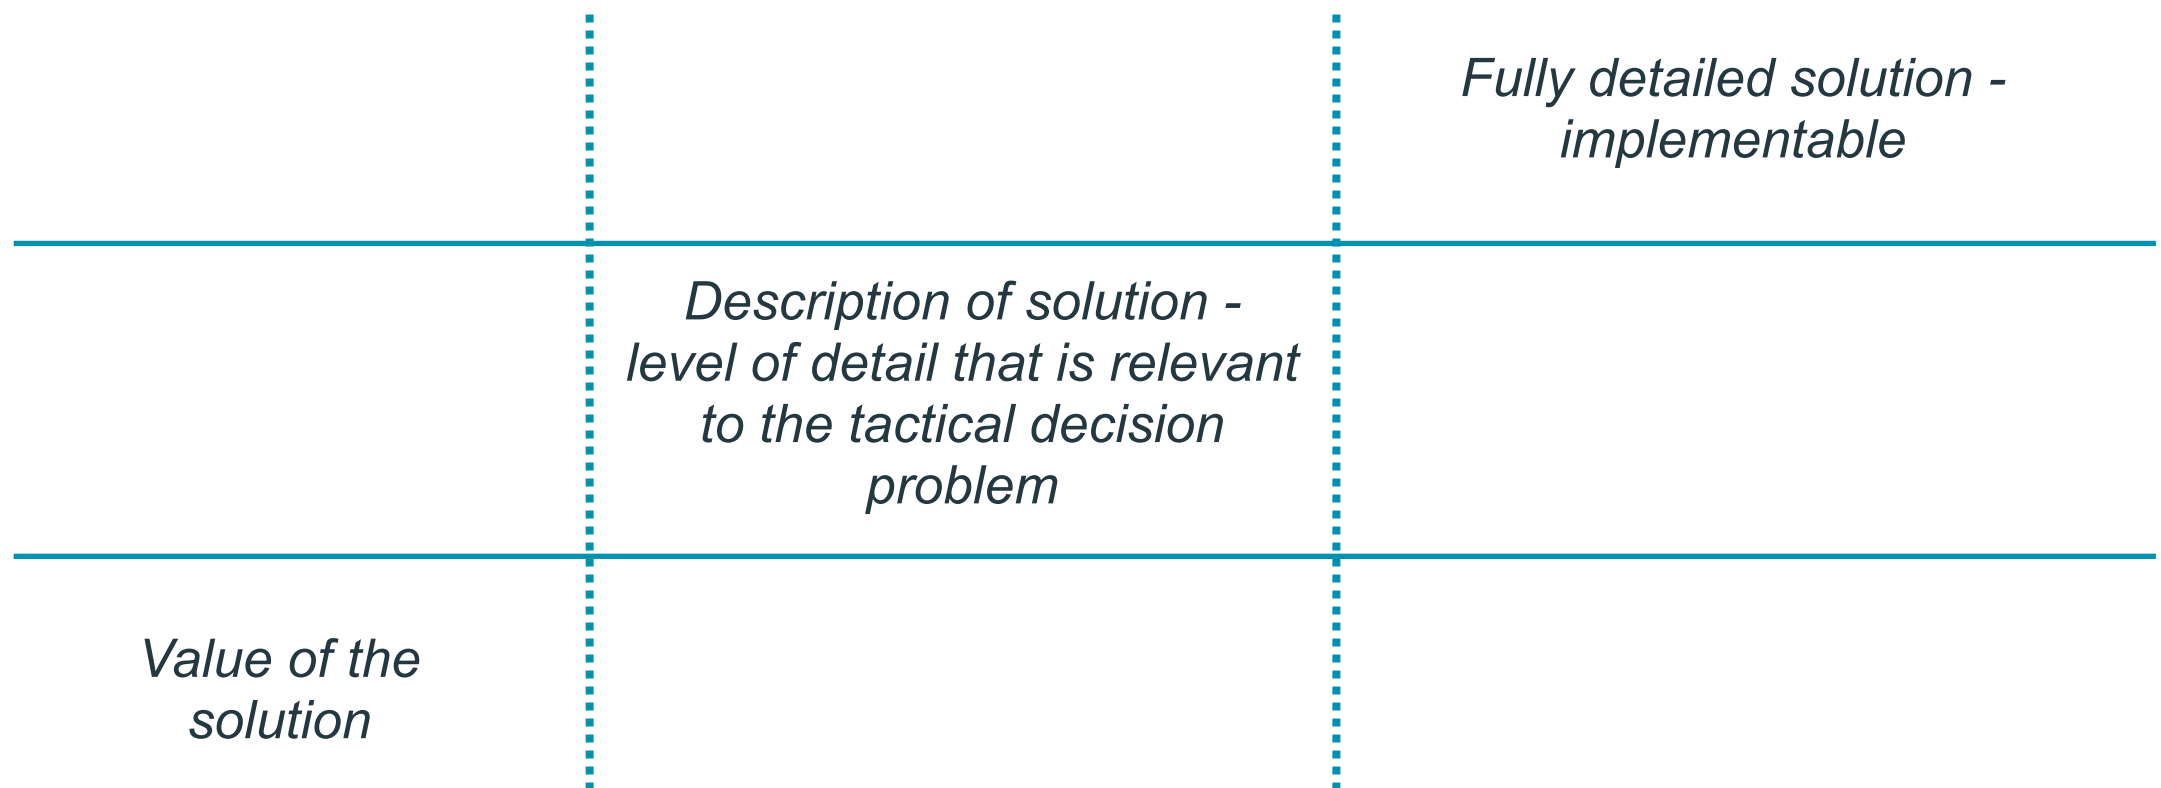 Fully detailed solution -
implementable
Description of solution -
level of detail that is relevant
to the tactical decision
problem
Value of the
solution